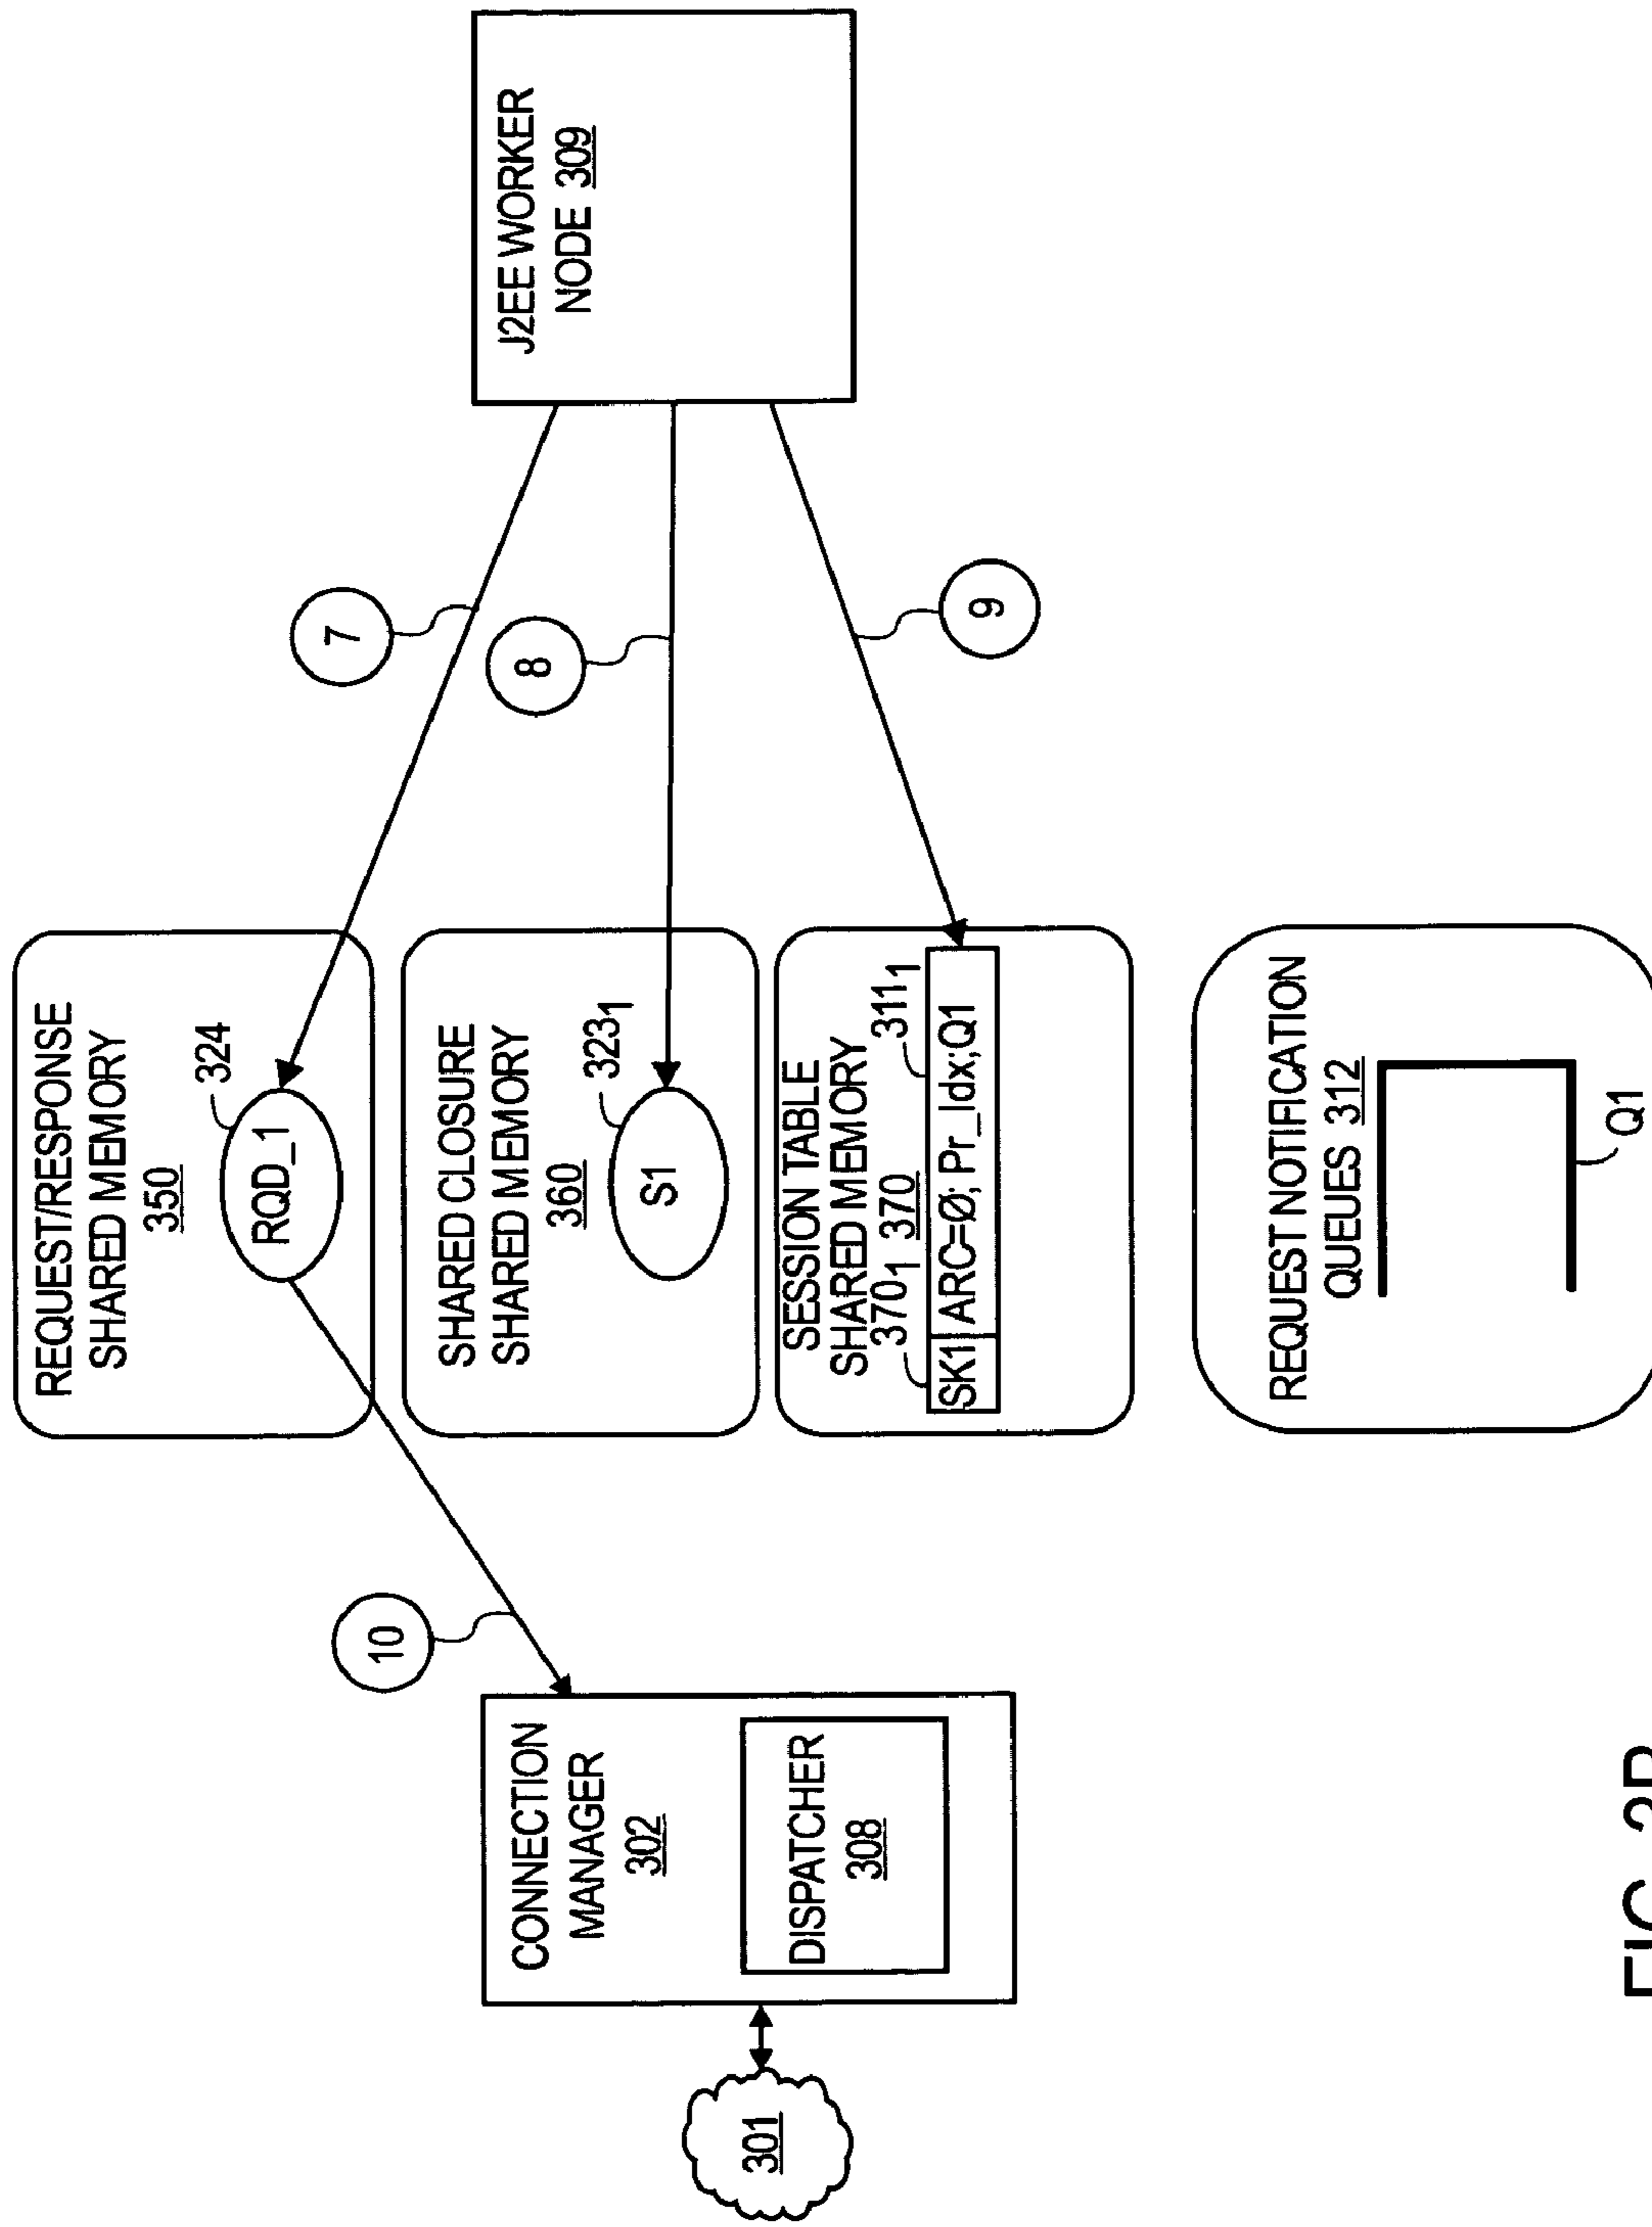 301
CONNECTION
MANAGER
302
DISPATCHER
308
10
REQUEST/RESPONSE
SHARED MEMORY
350
324
RQD_1
SHARED CLOSURE
SHARED MEMORY
360
323₁
S1
SESSION TABLE
SHARED MEMORY
370₁ 370 311₁
SK1 ARC=Ø; Pr_Idx;Q1
REQUEST NOTIFICATION
QUEUES 312
Q1
7
8
9
J2EE WORKER
NODE 309